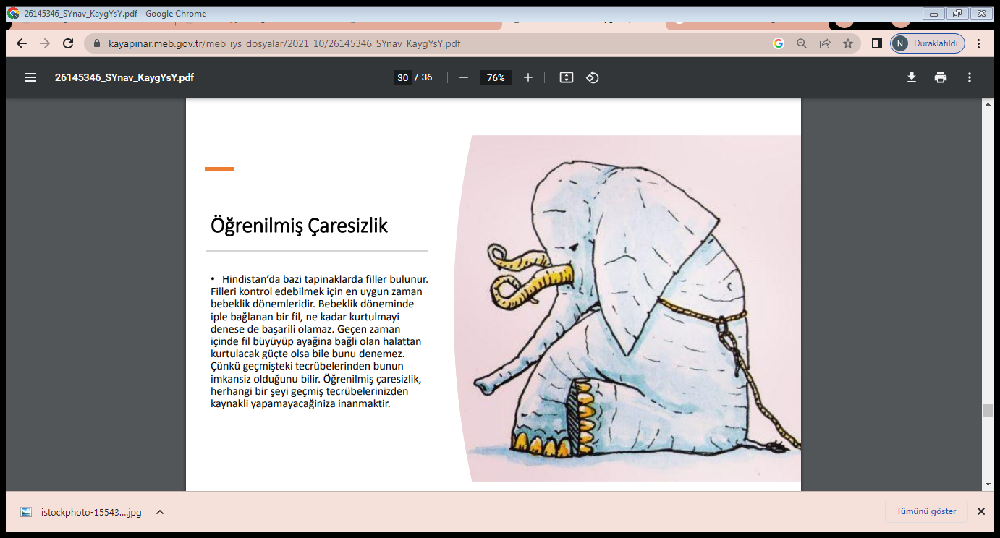 26145346_SYnav_KaygYsY.pdf - Google Chrome
kayapinar.meb.gov.tr/meb_iys_dosyalar/2021_10/26145346_SYnav_KaygYsY.pdf
N Duraklatıldı
26145346_SYnav_KaygYsY.pdf
30 / 36
76%
Öğrenilmiş Çaresizlik
• Hindistan’da bazi tapinaklarda filler bulunur.
Filleri kontrol edebilmek için en uygun zaman
bebeklik dönemleridir. Bebeklik döneminde
iple bağlanan bir fil, ne kadar kurtulmayi
denese de başarili olamaz. Geçen zaman
içinde fil büyüyüp ayağina bağli olan halattan
kurtulacak güçte olsa bile bunu denemez.
Çünkü geçmişteki tecrübelerinden bunun
imkansiz olduğunu bilir. Öğrenilmiş çaresizlik,
herhangi bir şeyi geçmiş tecrübelerinizden
kaynakli yapamayacağiniza inanmaktir.
istockphoto-15543....jpg
Tümünü göster